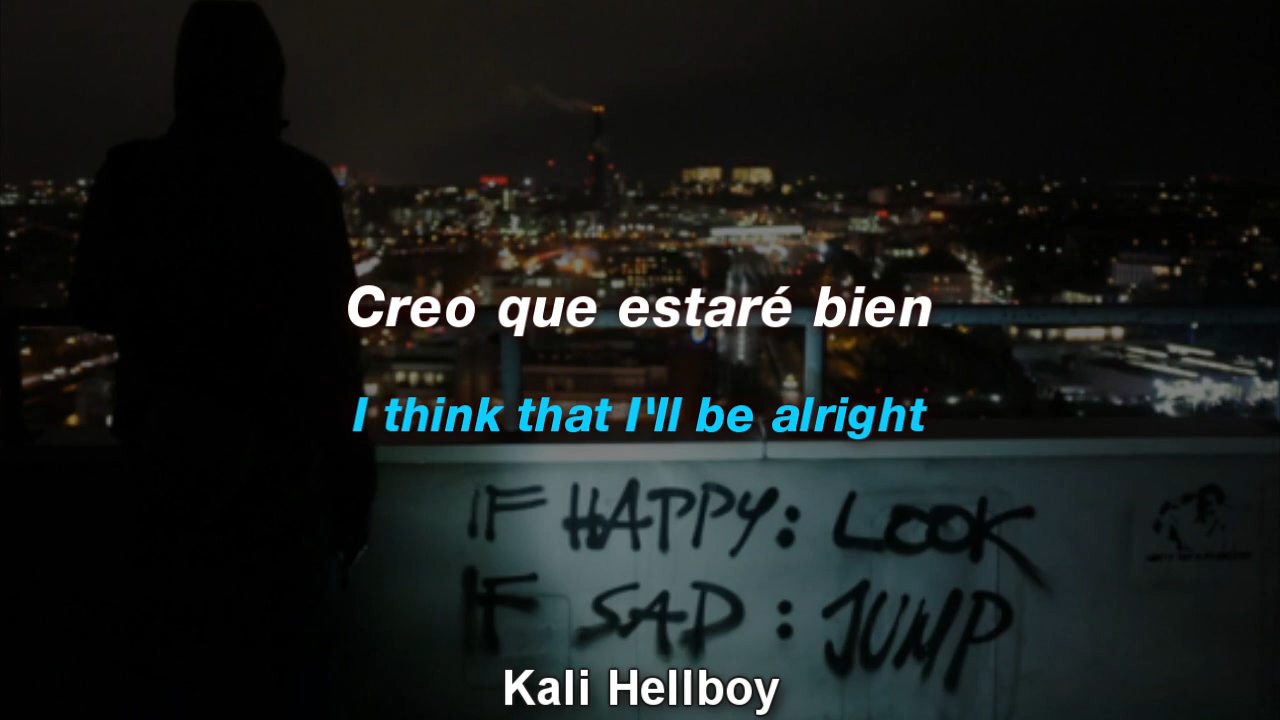 Creo que estaré bien
I think that I'll be alright
IF HAPPY: LOOK
IF SAD: JUMP
Kali Hellboy